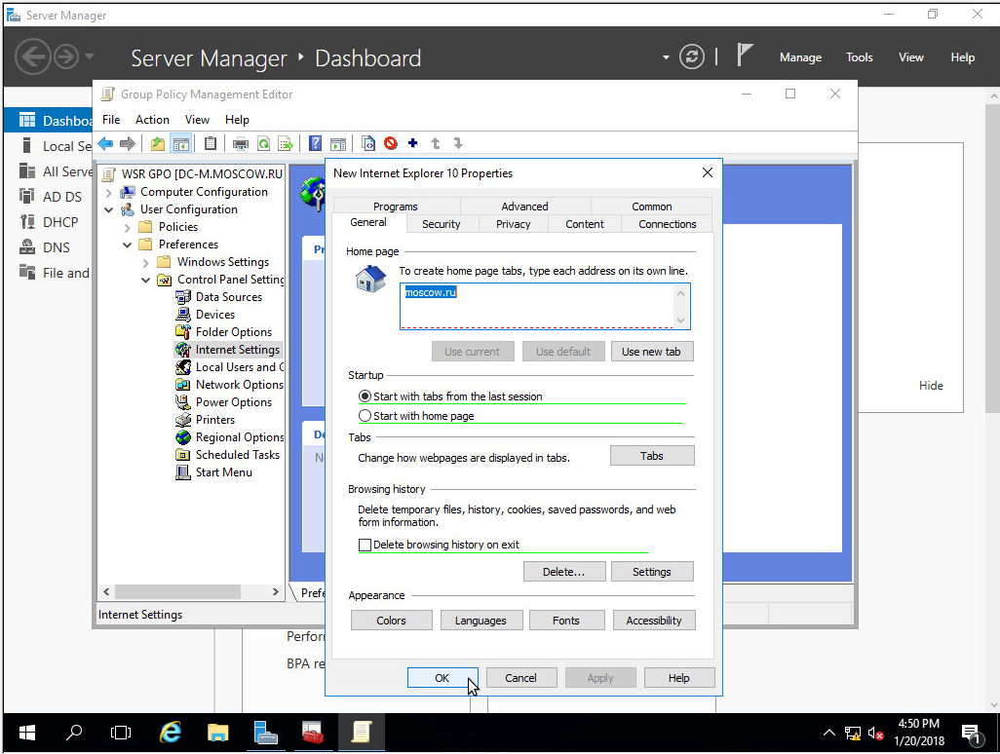 Server Manager
Server Manager • Dashboard
Manage Tools View Help
Group Policy Management Editor
File Action View Help
Dashboa
Local Se
All Serve
AD DS
DHCP
DNS
File and
WSR GPO [DC-M.MOSCOW.RU
Computer Configuration
User Configuration
Policies
Preferences
Windows Settings
Control Panel Setting
Data Sources
Devices
Folder Options
Internet Settings
Local Users and G
Network Options
Power Options
Printers
Regional Options
Scheduled Tasks
Start Menu
Internet Settings
Pr
De
N
Prefe
New Internet Explorer 10 Properties
Programs Advanced Common
General Security Privacy Content Connections
Home page
To create home page tabs, type each address on its own line.
moscow.ru
Use current Use default Use new tab
Startup
Start with tabs from the last session
Start with home page
Tabs
Change how webpages are displayed in tabs.
Tabs
Browsing history
Delete temporary files, history, cookies, saved passwords, and web
form information.
Delete browsing history on exit
Delete... Settings
Appearance
Colors Languages Fonts Accessibility
OK Cancel Apply Help
Hide
Perfor
BPA re
4:50 PM
1/20/2018
1